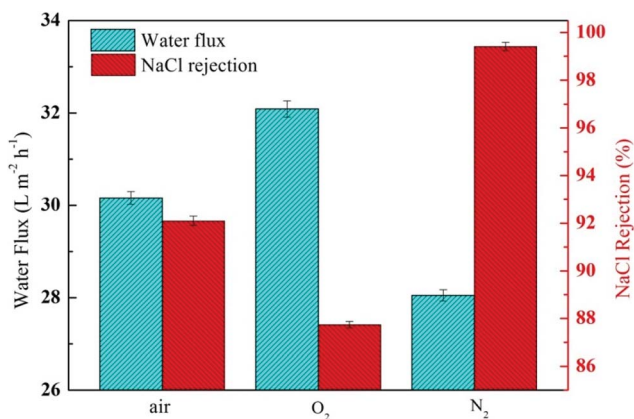 Water flux
NaCl rejection
Water Flux (L m⁻² h⁻¹)
34
32
30
28
26
100
98
96
94
92
90
88
86
NaCl Rejection (%)
air O₂ N₂